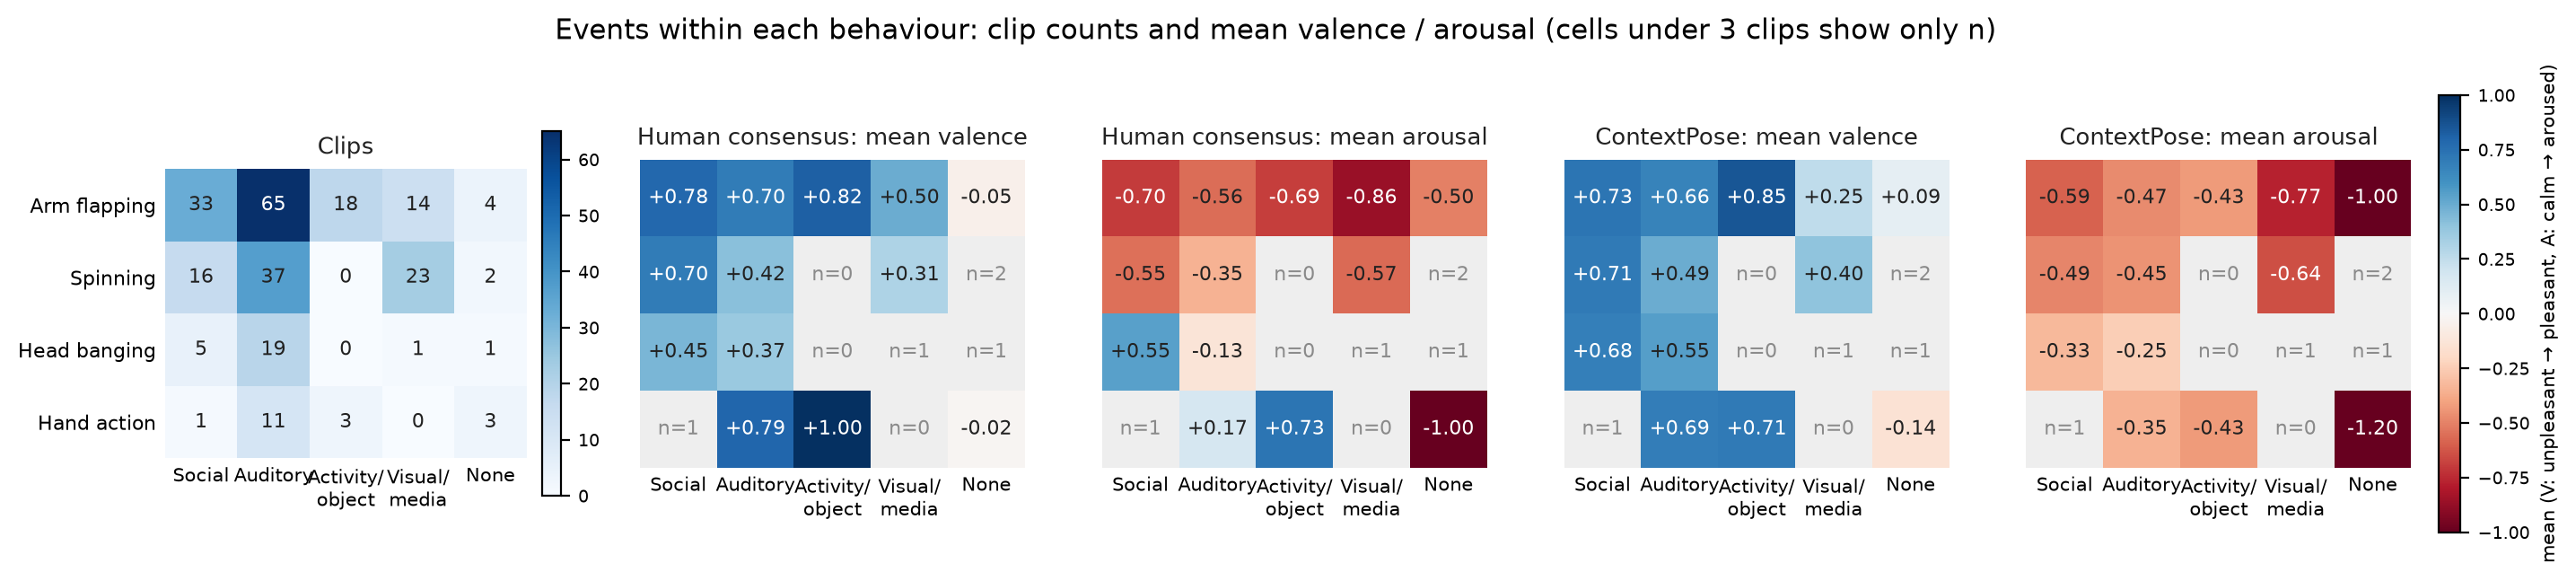 Events within each behaviour: clip counts and mean valence / arousal (cells under 3 clips show only n)
Clips
Arm flapping 33 65 18 14 4
Spinning 16 37 0 23 2
Head banging 5 19 0 1 1
Hand action 1 11 3 0 3
Social Auditory Activity/ Visual/ None
object media
60
50
40
30
20
10
0
Human consensus: mean valence
+0.78 +0.70 +0.82 +0.50 -0.05
+0.70 +0.42 n=0 +0.31 n=2
+0.45 +0.37 n=0 n=1 n=1
n=1 +0.79 +1.00 n=0 -0.02
Social Auditory Activity/ Visual/ None
object media
Human consensus: mean arousal
-0.70 -0.56 -0.69 -0.86 -0.50
-0.55 -0.35 n=0 -0.57 n=2
+0.55 -0.13 n=0 n=1 n=1
n=1 +0.17 +0.73 n=0 -1.00
Social Auditory Activity/ Visual/ None
object media
ContextPose: mean valence
+0.73 +0.66 +0.85 +0.25 +0.09
+0.71 +0.49 n=0 +0.40 n=2
+0.68 +0.55 n=0 n=1 n=1
n=1 +0.69 +0.71 n=0 -0.14
Social Auditory Activity/ Visual/ None
object media
ContextPose: mean arousal
-0.59 -0.47 -0.43 -0.77 -1.00
-0.49 -0.45 n=0 -0.64 n=2
-0.33 -0.25 n=0 n=1 n=1
n=1 -0.35 -0.43 n=0 -1.20
Social Auditory Activity/ Visual/ None
object media
1.00
0.75
0.50
0.25
0.00
−0.25
−0.50
−0.75
−1.00
mean (V: unpleasant → pleasant, A: calm → aroused)